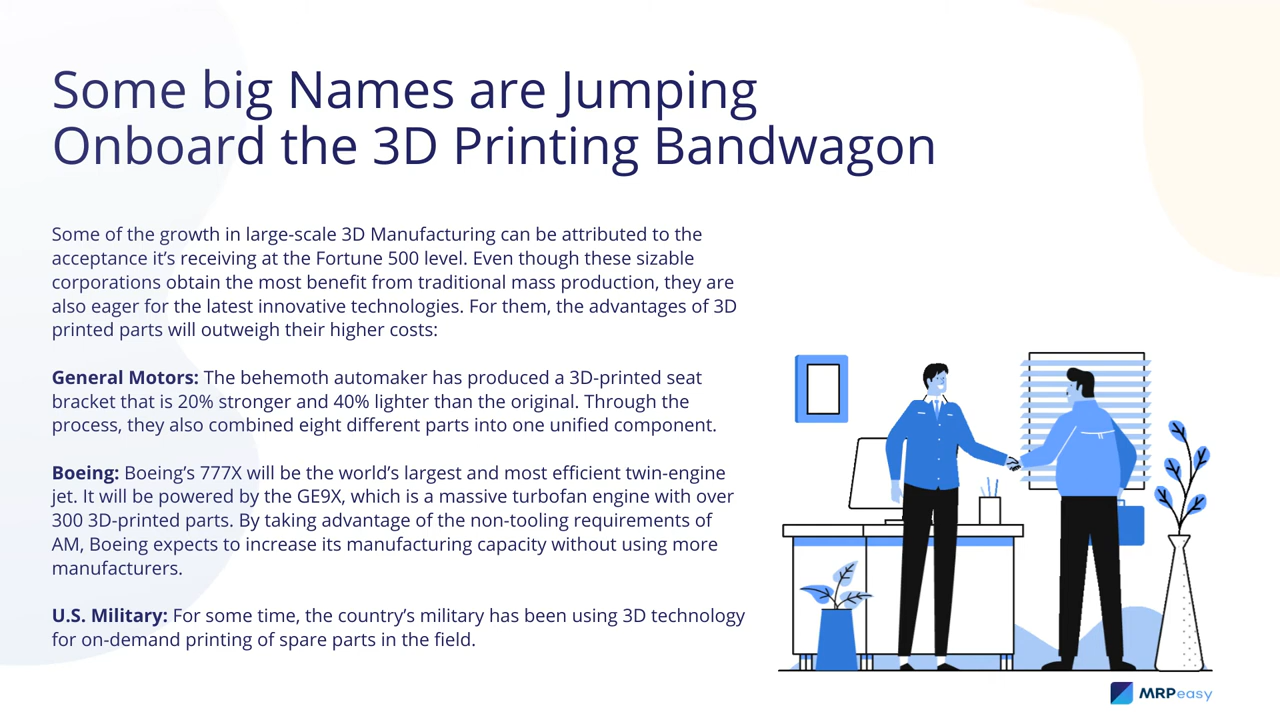 Some big Names are Jumping
Onboard the 3D Printing Bandwagon
Some of the growth in large-scale 3D Manufacturing can be attributed to the
acceptance it's receiving at the Fortune 500 level. Even though these sizable
corporations obtain the most benefit from traditional mass production, they are
also eager for the latest innovative technologies. For them, the advantages of 3D
printed parts will outweigh their higher costs:
General Motors: The behemoth automaker has produced a 3D-printed seat
bracket that is 20% stronger and 40% lighter than the original. Through the
process, they also combined eight different parts into one unified component.
Boeing: Boeing's 777X will be the world's largest and most efficient twin-engine
jet. It will be powered by the GE9X, which is a massive turbofan engine with over
300 3D-printed parts. By taking advantage of the non-tooling requirements of
AM, Boeing expects to increase its manufacturing capacity without using more
manufacturers.
U.S. Military: For some time, the country's military has been using 3D technology
for on-demand printing of spare parts in the field.
MRPeasy